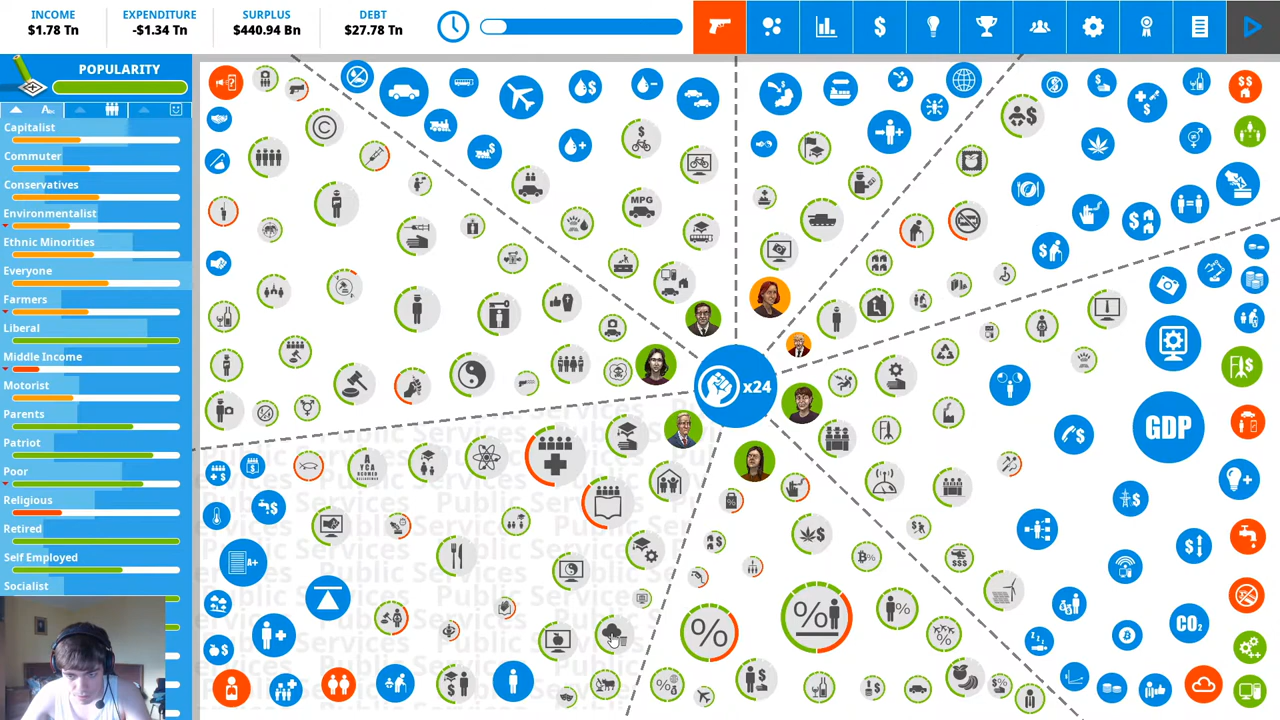 INCOME
$1.78 Tn
EXPENDITURE
-$1.34 Tn
SURPLUS
$440.94 Bn
DEBT
$27.78 Tn
POPULARITY
Capitalist
Commuter
Conservatives
Environmentalist
Ethnic Minorities
Everyone
Farmers
Liberal
Middle Income
Motorist
Parents
Patriot
Poor
Religious
Retired
Self Employed
Socialist
MPG
x24
GDP
CO₂
A+
Public Services